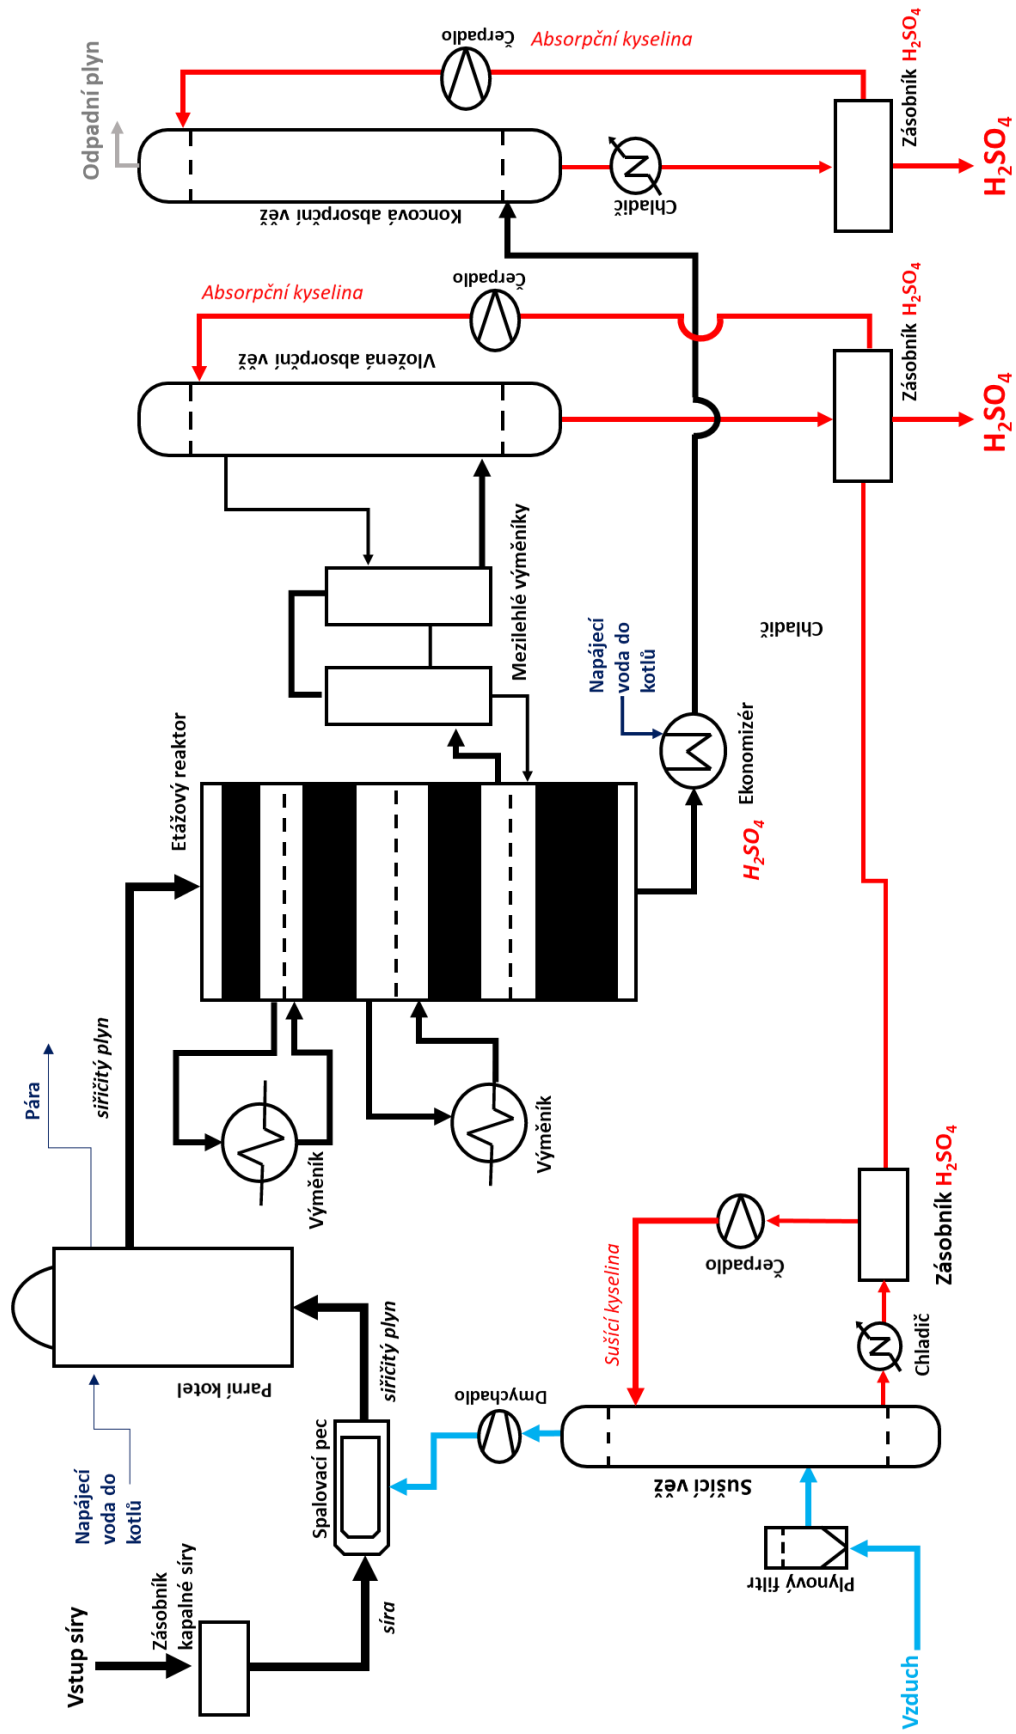 Vstup síry
Zásobník
kapalné síry
síra
Napájecí
voda do
kotlů
Pára
Parní kotel
siřičitý plyn
Spalovací pec
siřičitý plyn
Dmychadlo
Sušící věž
Plynový filtr
Vzduch
Sušící kyselina
Čerpadlo
Chladič
Zásobník H₂SO₄
Výměník
Výměník
Etážový reaktor
H₂SO₄
Ekonomizér
Napájecí
voda do
kotlů
Chladič
Mezilehlé výměníky
Vložená absorpční věž
Absorpční kyselina
Čerpadlo
Zásobník H₂SO₄
H₂SO₄
Odpadní plyn
Koncová absorpční věž
Čerpadlo
Absorpční kyselina
Chladič
Zásobník H₂SO₄
H₂SO₄